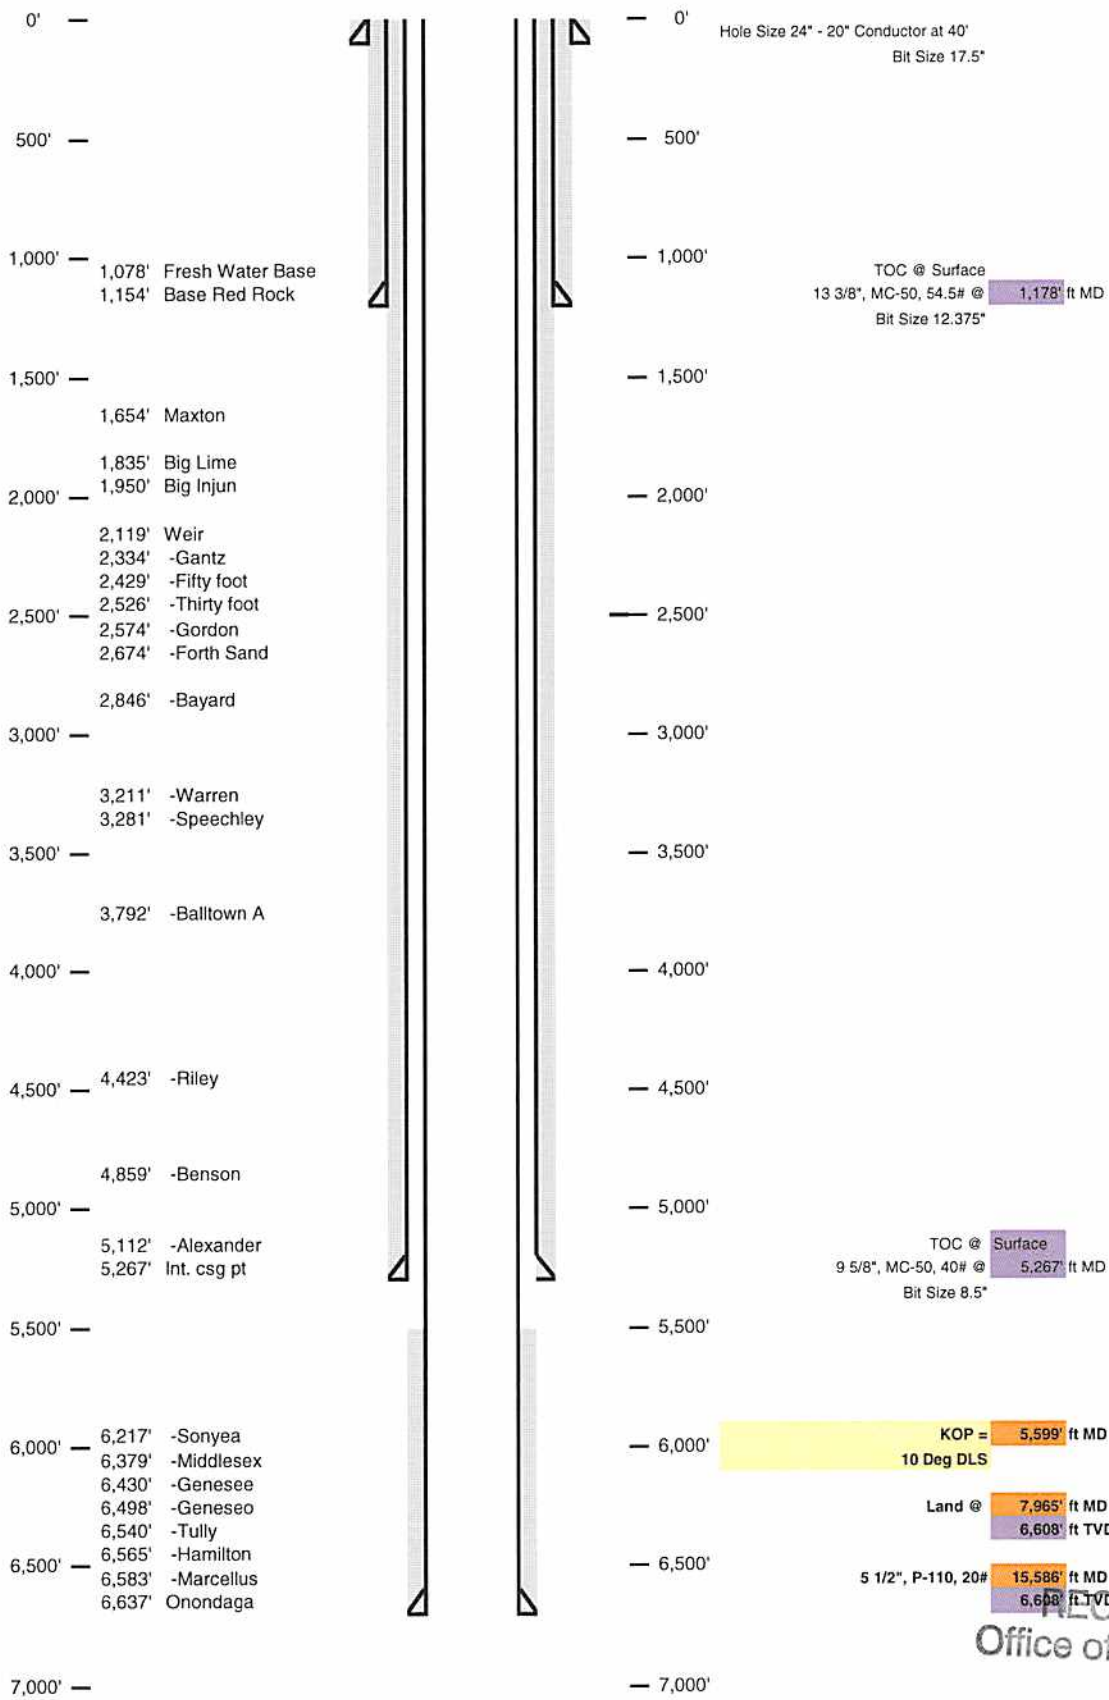 0' 0'
Hole Size 24" - 20" Conductor at 40'
Bit Size 17.5"
500' 500'
1,000' 1,000'
1,078' Fresh Water Base
TOC @ Surface
1,154' Base Red Rock
13 3/8", MC-50, 54.5# @ 1,178' ft MD
Bit Size 12.375"
1,500' 1,500'
1,654' Maxton
1,835' Big Lime
1,950' Big Injun
2,000' 2,000'
2,119' Weir
2,334' -Gantz
2,429' -Fifty foot
2,526' -Thirty foot
2,500' 2,500'
2,574' -Gordon
2,674' -Forth Sand
2,846' -Bayard
3,000' 3,000'
3,211' -Warren
3,281' -Speechley
3,500' 3,500'
3,792' -Balltown A
4,000' 4,000'
4,423' -Riley
4,500' 4,500'
4,859' -Benson
5,000' 5,000'
5,112' -Alexander
TOC @ Surface
5,267' Int. csg pt
9 5/8", MC-50, 40# @ 5,267' ft MD
Bit Size 8.5"
5,500' 5,500'
6,217' -Sonyea
KOP = 5,599' ft MD
6,000' 6,000'
6,379' -Middlesex
10 Deg DLS
6,430' -Genesee
6,498' -Geneseo
Land @ 7,965' ft MD
6,540' -Tully
6,608' ft TVD
6,565' -Hamilton
6,500' 6,500'
6,583' -Marcellus
5 1/2", P-110, 20# 15,586' ft MD
6,637' Onondaga
6,608' ft TVD
Office of
7,000' 7,000'